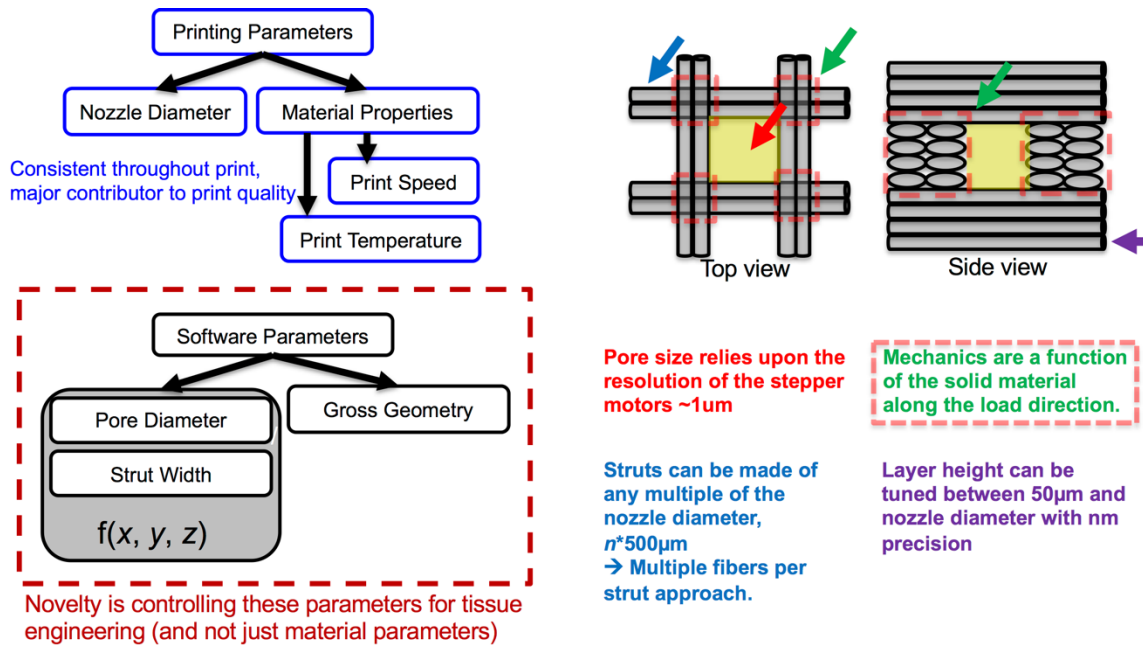 Printing Parameters
Nozzle Diameter
Material Properties
Consistent throughout print,
major contributor to print quality
Print Speed
Print Temperature
Software Parameters
Pore Diameter
Gross Geometry
Strut Width
f(x, y, z)
Novelty is controlling these parameters for tissue
engineering (and not just material parameters)
Top view
Side view
Pore size relies upon the
resolution of the stepper
motors ~1um
Mechanics are a function
of the solid material
along the load direction.
Struts can be made of
any multiple of the
nozzle diameter,
n*500µm
→ Multiple fibers per
strut approach.
Layer height can be
tuned between 50µm and
nozzle diameter with nm
precision